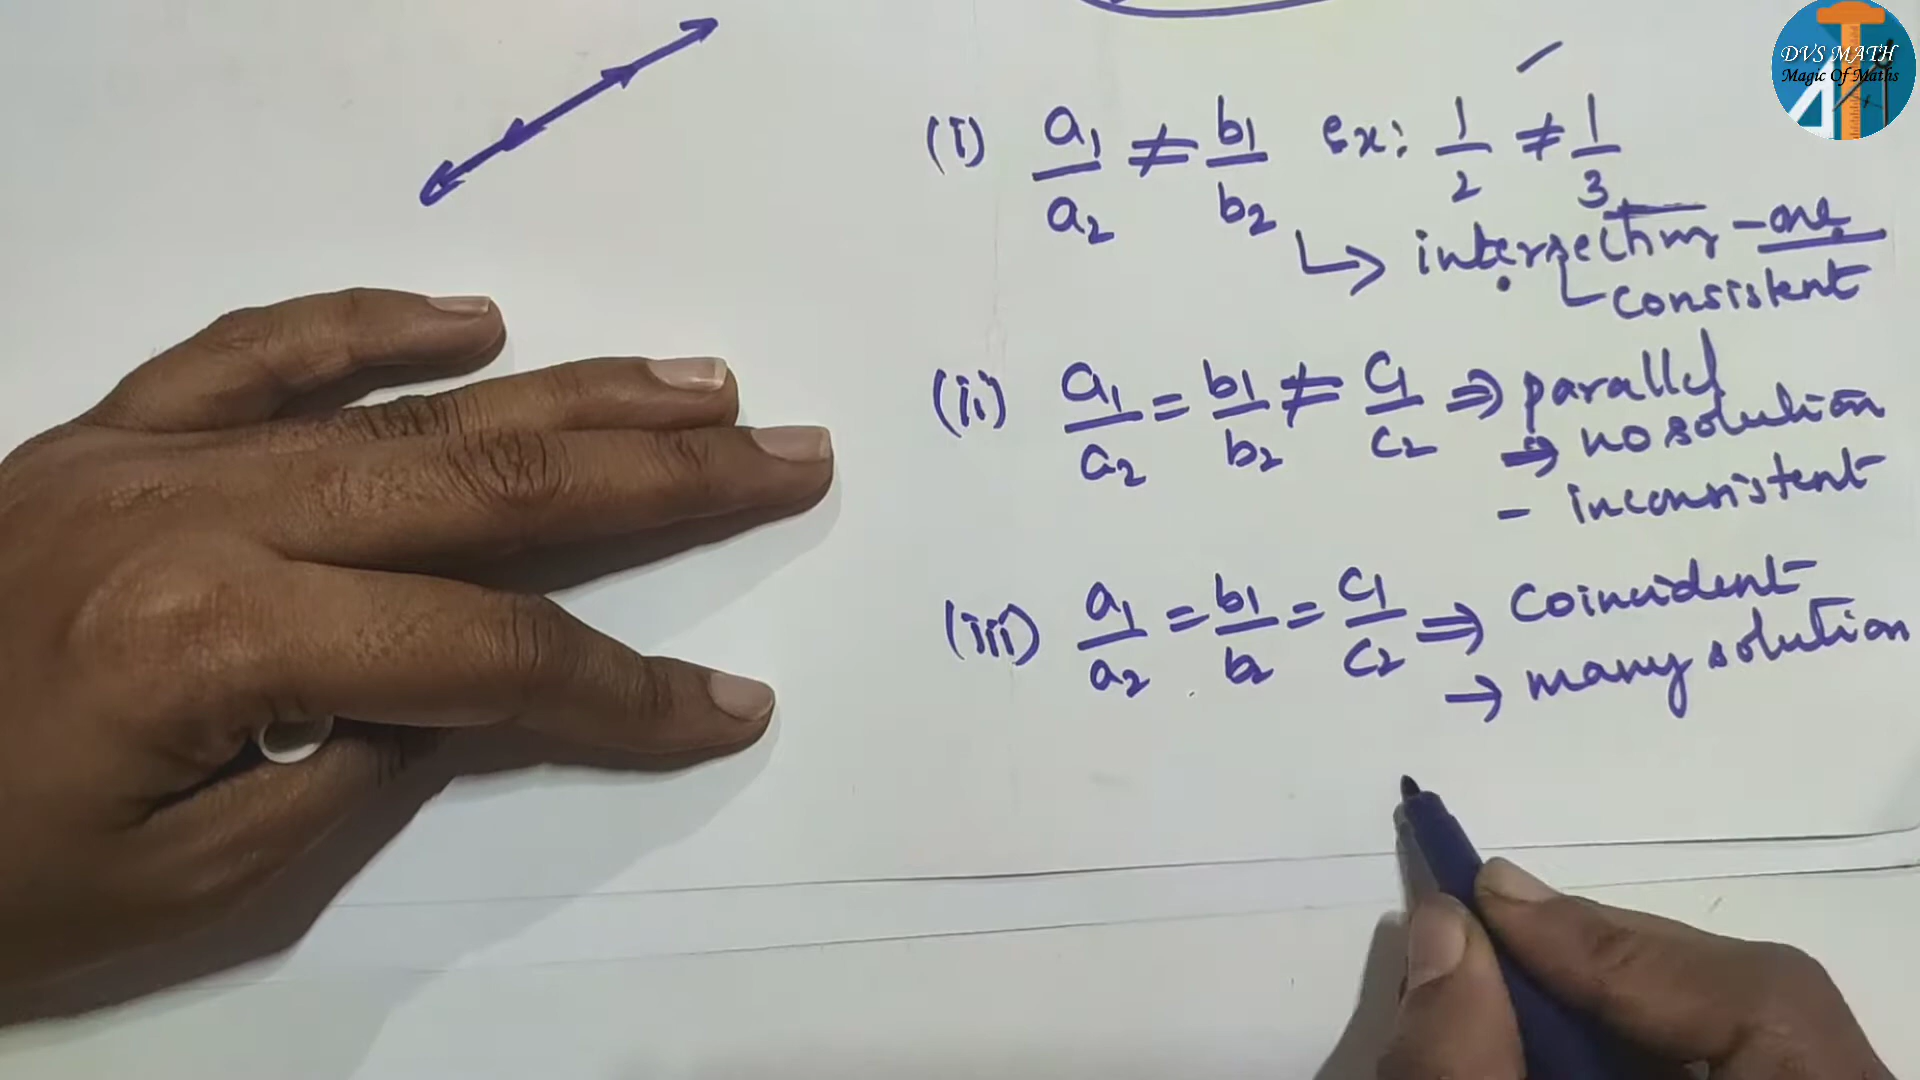 DVS MATH
Magic Of Maths
(i) a₁/a₂ ≠ b₁/b₂ ex: 1/2 ≠ 1/3
↳ intersecting - one
consistent
(ii) a₁/a₂ = b₁/b₂ ≠ c₁/c₂ ⇒ parallel
→ no solution
- inconsistent
(iii) a₁/a₂ = b₁/b₂ = c₁/c₂ ⇒ coincident
→ many solution